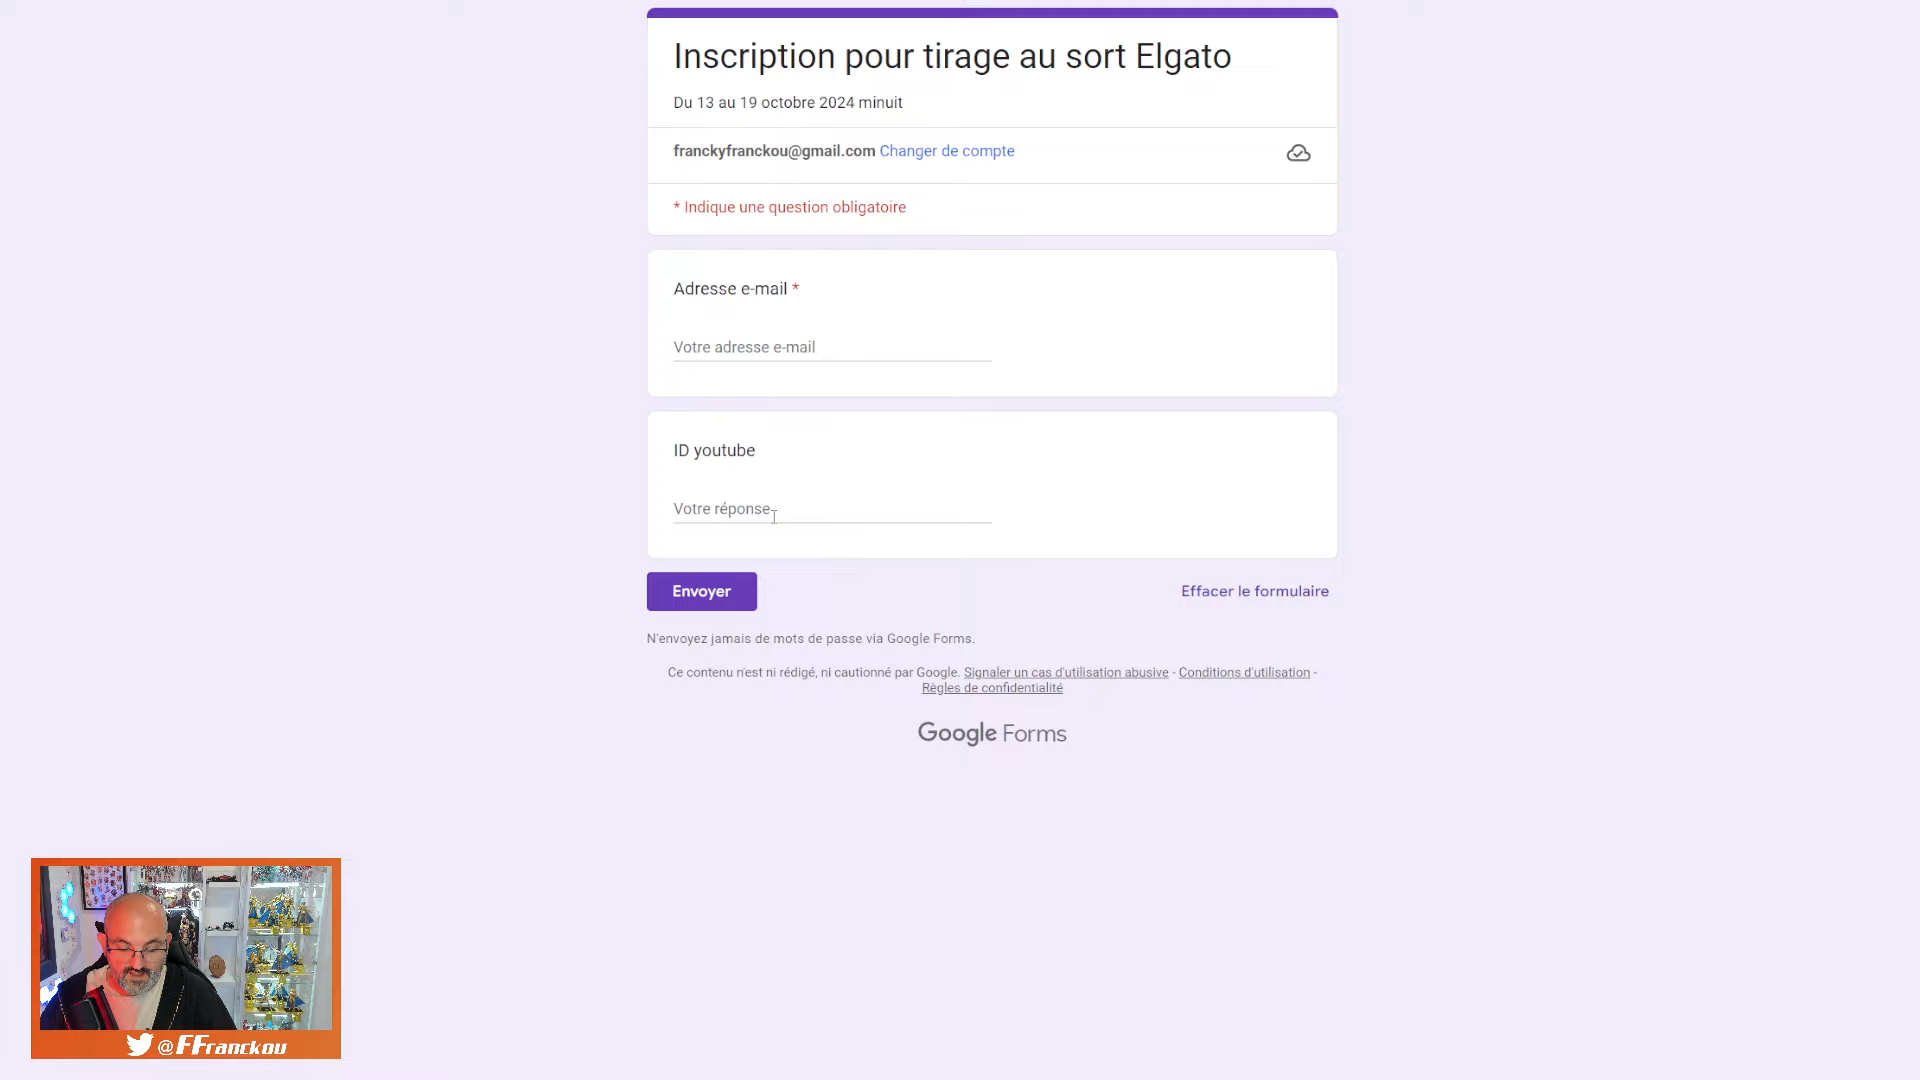 Inscription pour tirage au sort Elgato
Du 13 au 19 octobre 2024 minuit
franckyfranckou@gmail.com Changer de compte
* Indique une question obligatoire
Adresse e-mail *
Votre adresse e-mail
ID youtube
Votre réponse
Envoyer
Effacer le formulaire
N'envoyez jamais de mots de passe via Google Forms.
Ce contenu n'est ni rédigé, ni cautionné par Google. Signaler un cas d'utilisation abusive - Conditions d'utilisation -
Règles de confidentialité
Google Forms
@FFranckou